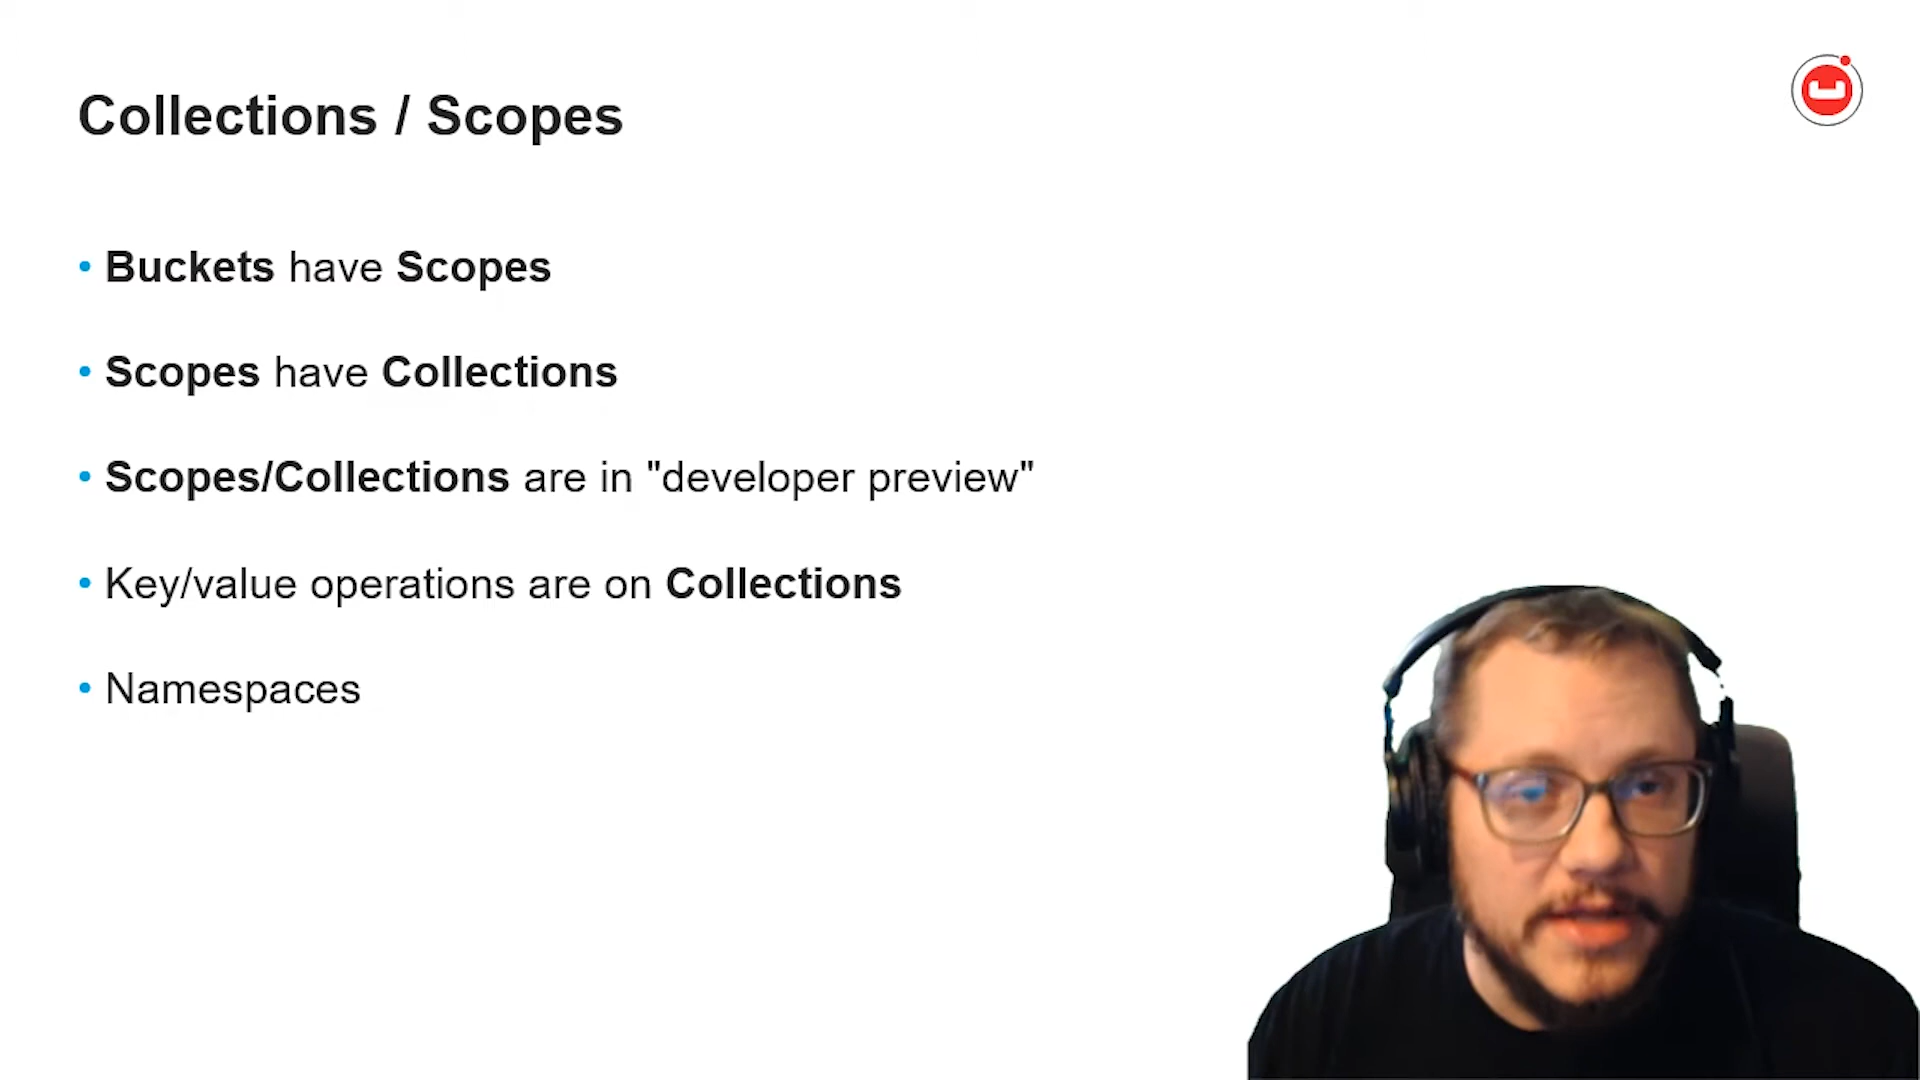 Collections / Scopes
• Buckets have Scopes
• Scopes have Collections
• Scopes/Collections are in "developer preview"
• Key/value operations are on Collections
• Namespaces